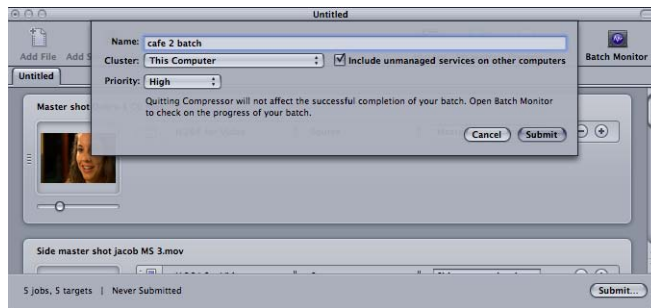 Untitled
Name: cafe 2 batch
Cluster: This Computer Include unmanaged services on other computers
Priority: High
Quitting Compressor will not affect the successful completion of your batch. Open Batch Monitor
to check on the progress of your batch.
Cancel Submit
Add File Add S
Batch Monitor
Untitled
Master shot
Side master shot jacob MS 3.mov
5 jobs, 5 targets | Never Submitted
Submit...